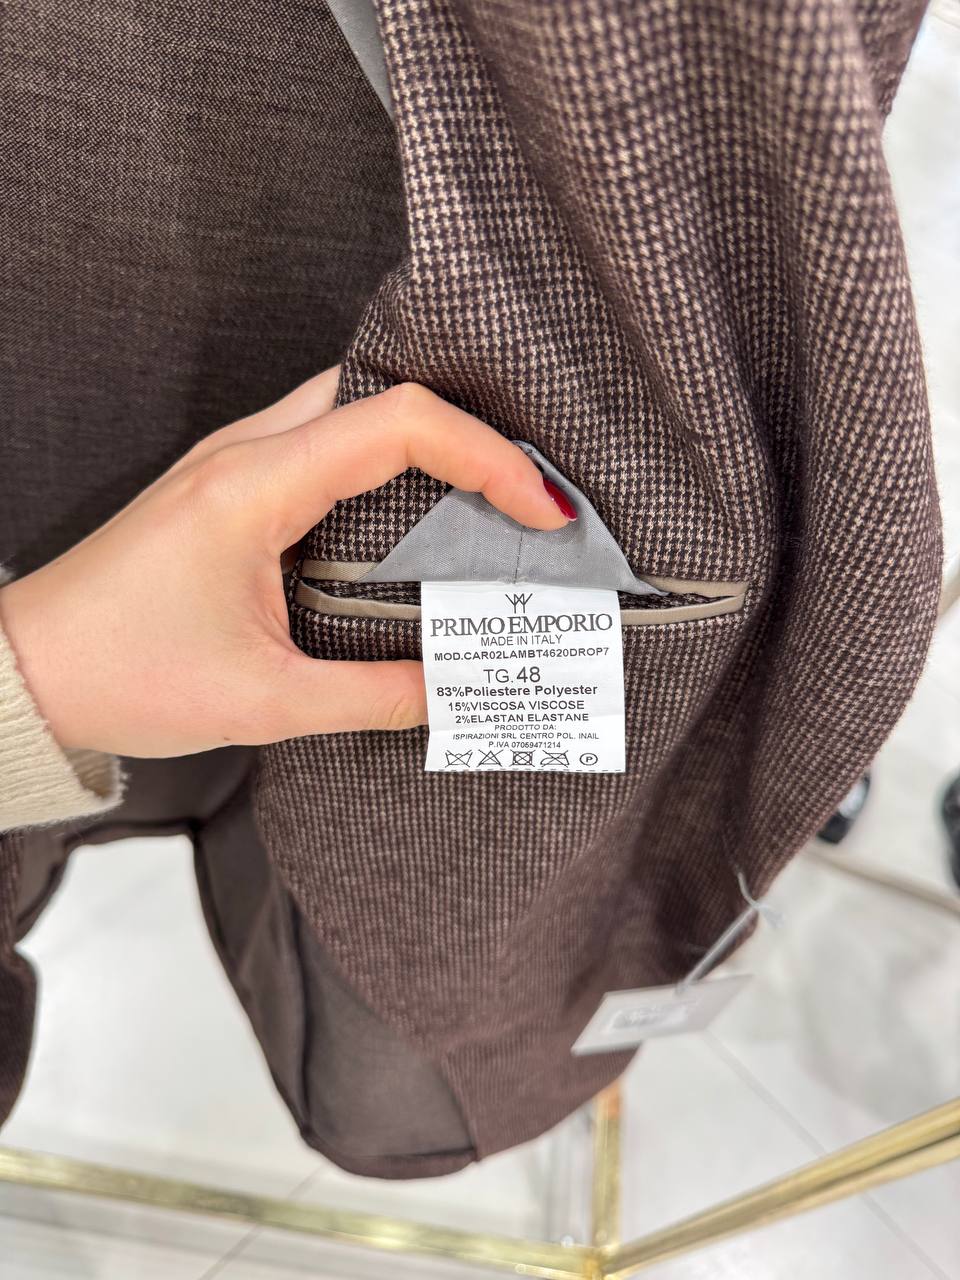 PRIMO EMPORIO
MADE IN ITALY
MOD.CAR02LAMBT4620DROP7
TG.48
83%Poliestere Polyester
15%VISCOSA VISCOSE
2%ELASTAN ELASTANE
PRODOTTO DA:
ISPIRAZIONI SRL CENTRO POL. INAIL
P.IVA 07059471214
P